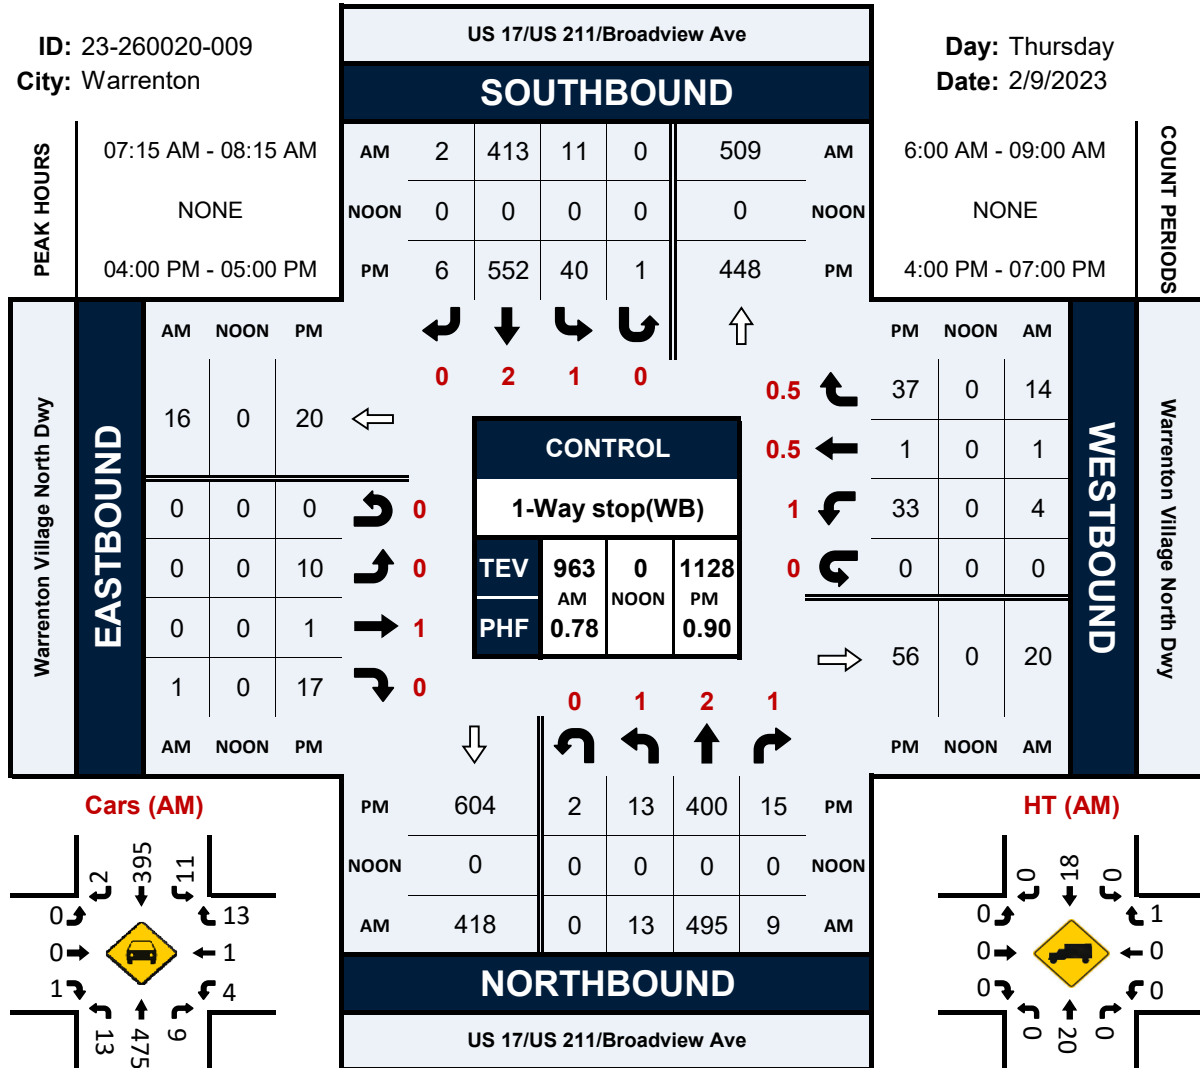 US 17/US 211/Broadview Ave
ID: 23-260020-009
City: Warrenton
Day: Thursday
Date: 2/9/2023
SOUTHBOUND
PEAK HOURS
07:15 AM - 08:15 AM
NONE
04:00 PM - 05:00 PM
AM 2 413 11 0 509 AM
NOON 0 0 0 0 0 NOON
PM 6 552 40 1 448 PM
6:00 AM - 09:00 AM
NONE
4:00 PM - 07:00 PM
COUNT PERIODS
0 2 1 0
Warrenton Village North Dwy
EASTBOUND
AM NOON PM
16 0 20
0 0 0 0
0 0 10 0
0 0 1 1
1 0 17 0
AM NOON PM
CONTROL
1-Way stop(WB)
TEV 963 0 1128
AM NOON PM
PHF 0.78 0.90
PM NOON AM
0.5 37 0 14
0.5 1 0 1
1 33 0 4
0 0 0 0
56 0 20
PM NOON AM
WESTBOUND
Warrenton Village North Dwy
0 1 2 1
PM 604 2 13 400 15 PM
NOON 0 0 0 0 0 NOON
AM 418 0 13 495 9 AM
NORTHBOUND
US 17/US 211/Broadview Ave
Cars (AM)
2 395 11
0 13
0 1
1 4
13 475 9
HT (AM)
0 18 0
0 1
0 0
0 0
0 20 0